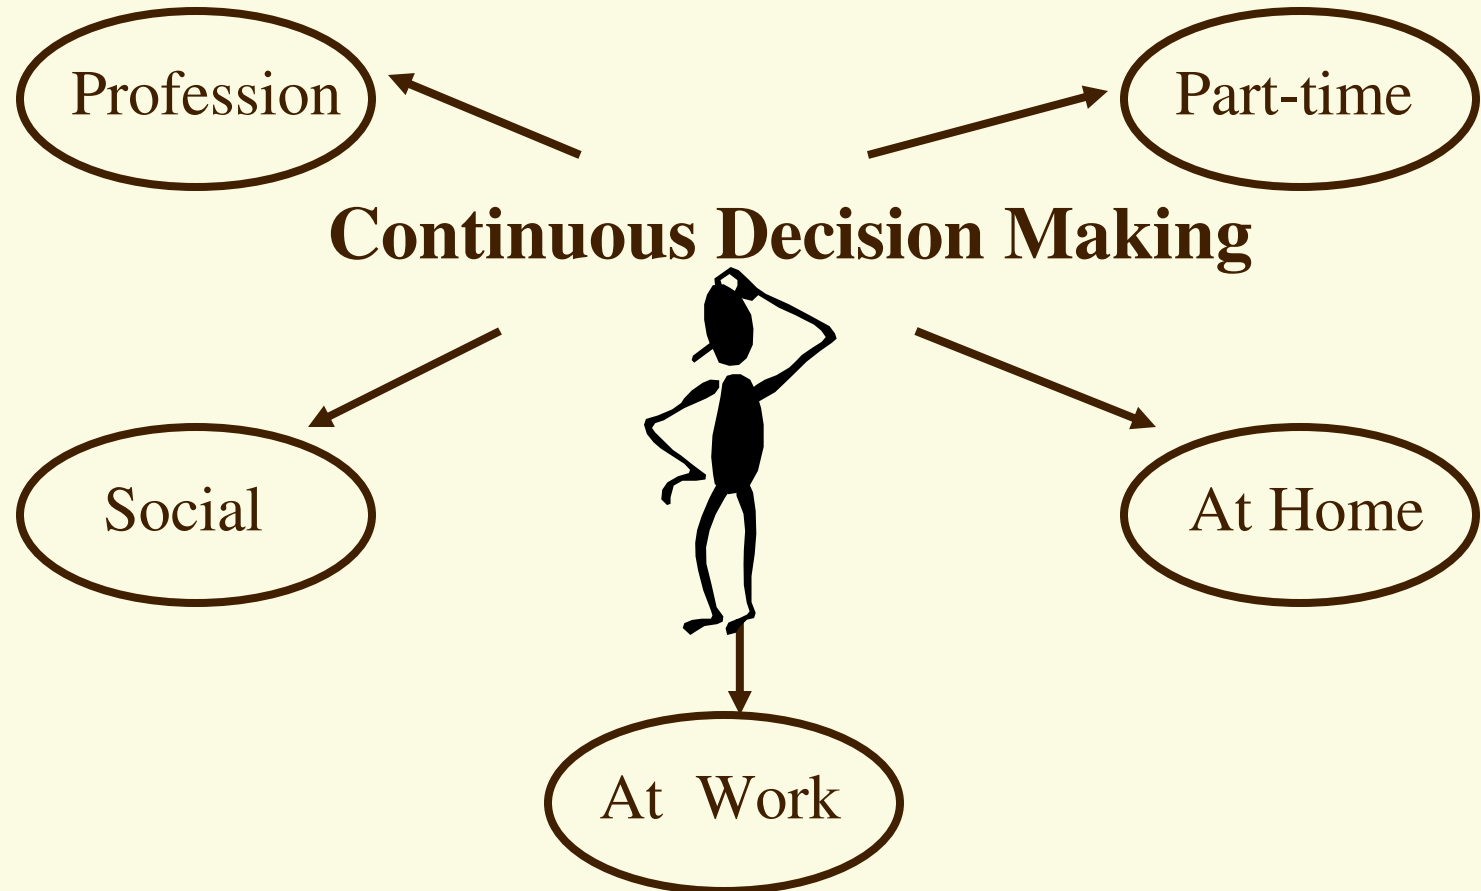 Profession
Part-time
Continuous Decision Making
Social
At Home
At Work